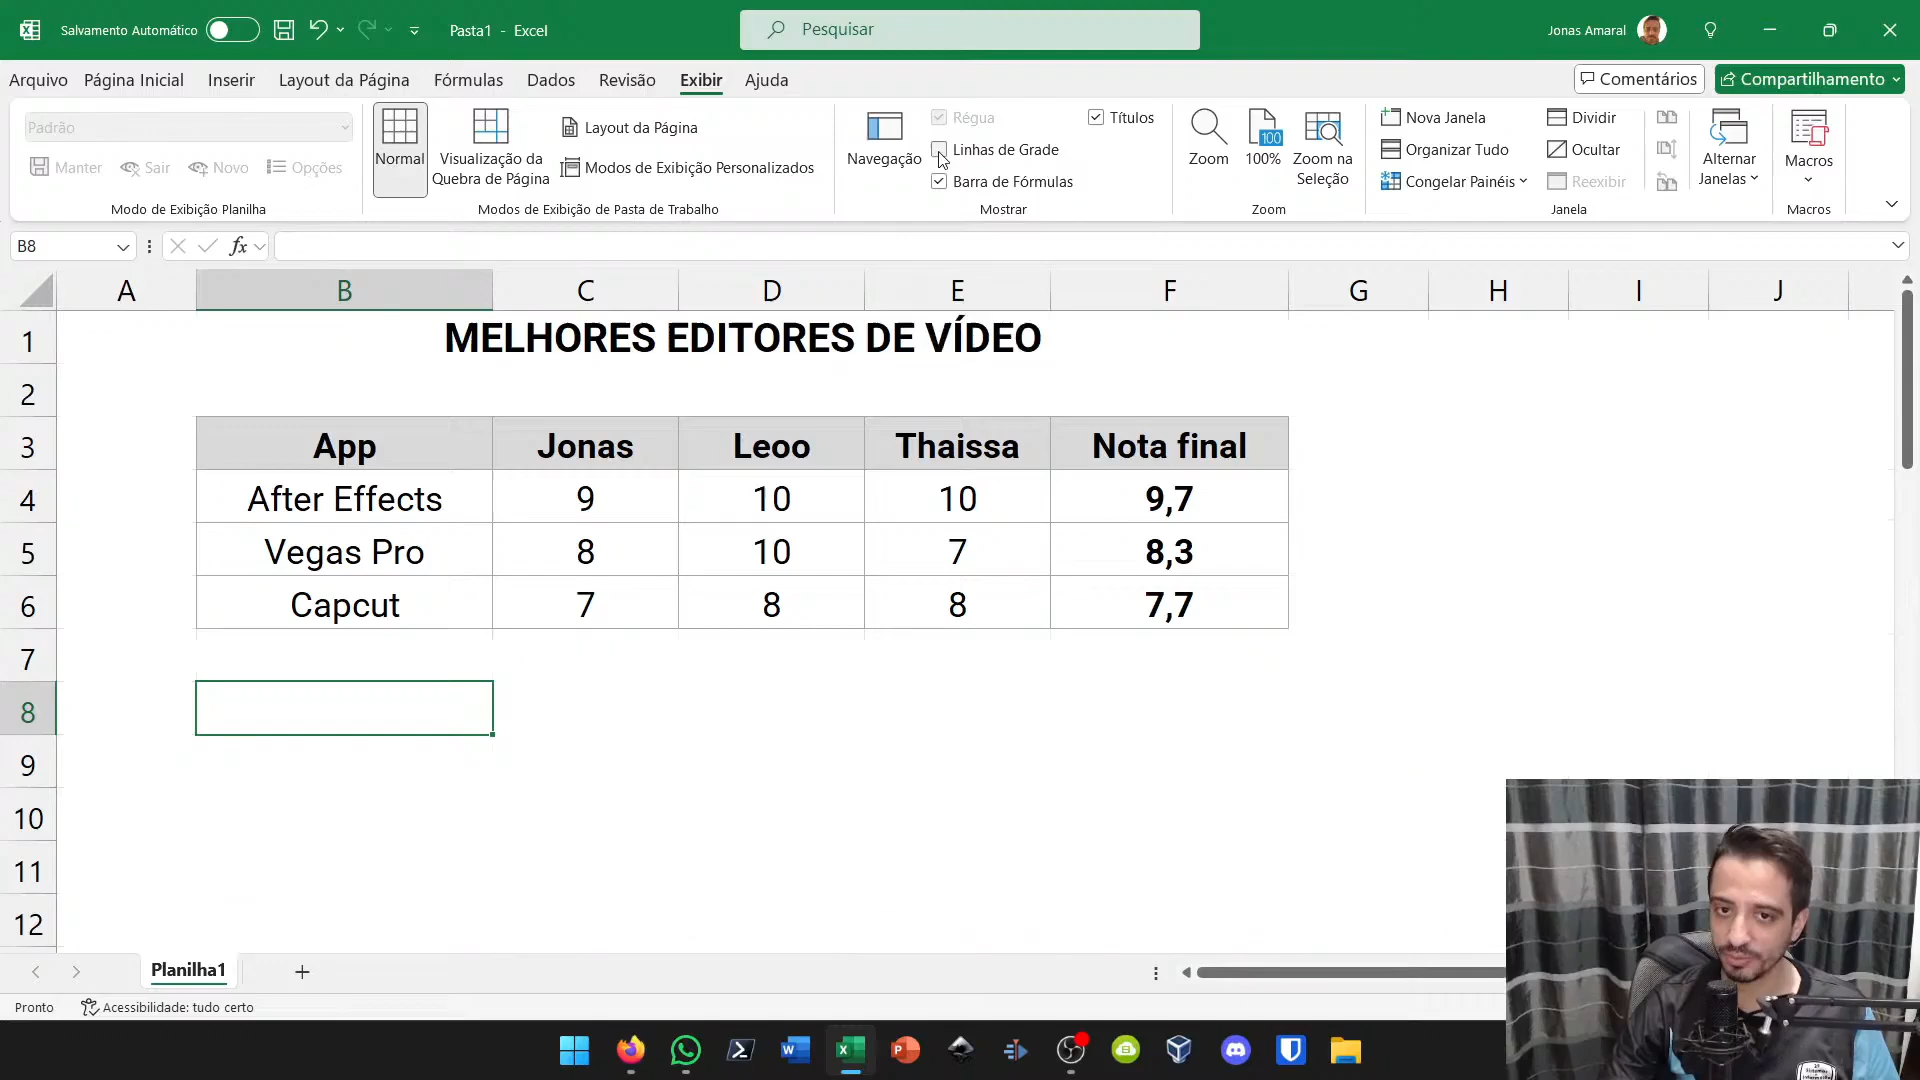 Salvamento Automático
Pasta1 - Excel
Pesquisar
Jonas Amaral
Arquivo Página Inicial Inserir Layout da Página Fórmulas Dados Revisão Exibir Ajuda
Comentários Compartilhamento
Padrão
Manter Sair Novo Opções
Modo de Exibição Planilha
Normal
Visualização da
Quebra de Página
Layout da Página
Modos de Exibição Personalizados
Modos de Exibição de Pasta de Trabalho
Navegação
Régua
Títulos
Linhas de Grade
Barra de Fórmulas
Mostrar
Zoom
100
100%
Zoom na
Seleção
Zoom
Nova Janela
Organizar Tudo
Congelar Painéis
Dividir
Ocultar
Reexibir
Janela
Alternar
Janelas
Macros
Macros
B8
fx
A B C D E F G H I J
1 MELHORES EDITORES DE VÍDEO
2
3 App Jonas Leoo Thaissa Nota final
4 After Effects 9 10 10 9,7
5 Vegas Pro 8 10 7 8,3
6 Capcut 7 8 8 7,7
7
8
9
10
11
12
Planilha1
Pronto
Acessibilidade: tudo certo